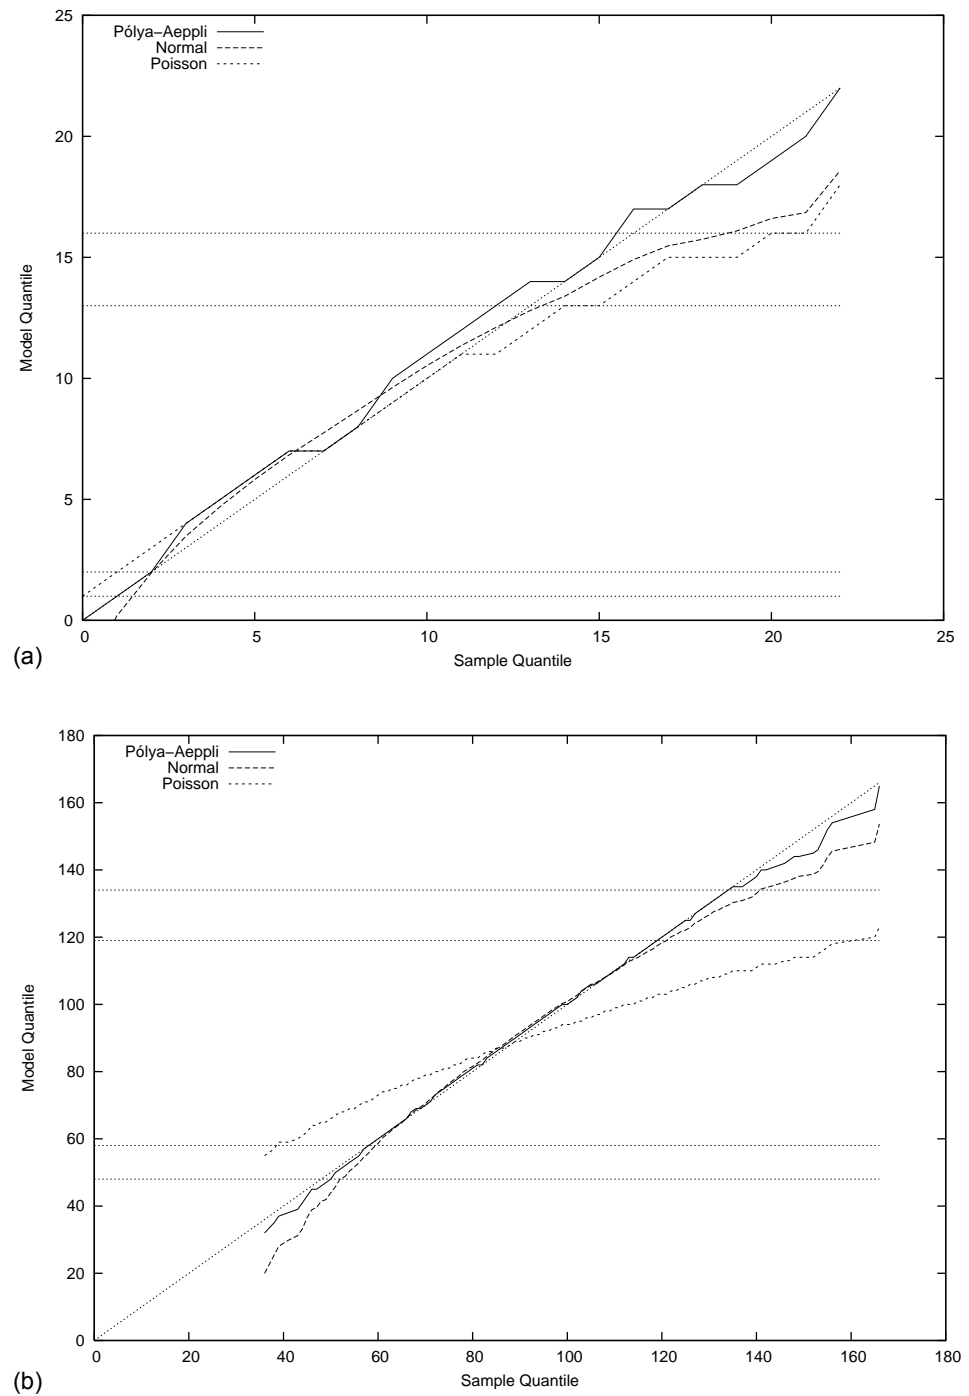 25
Pólya−Aeppli
Normal
Poisson
20
15
Model Quantile
10
5
0
0 5 10 15 20 25
(a)
Sample Quantile
180
Pólya−Aeppli
Normal
Poisson
160
140
120
100
Model Quantile
80
60
40
20
0
0 20 40 60 80 100 120 140 160 180
(b)
Sample Quantile